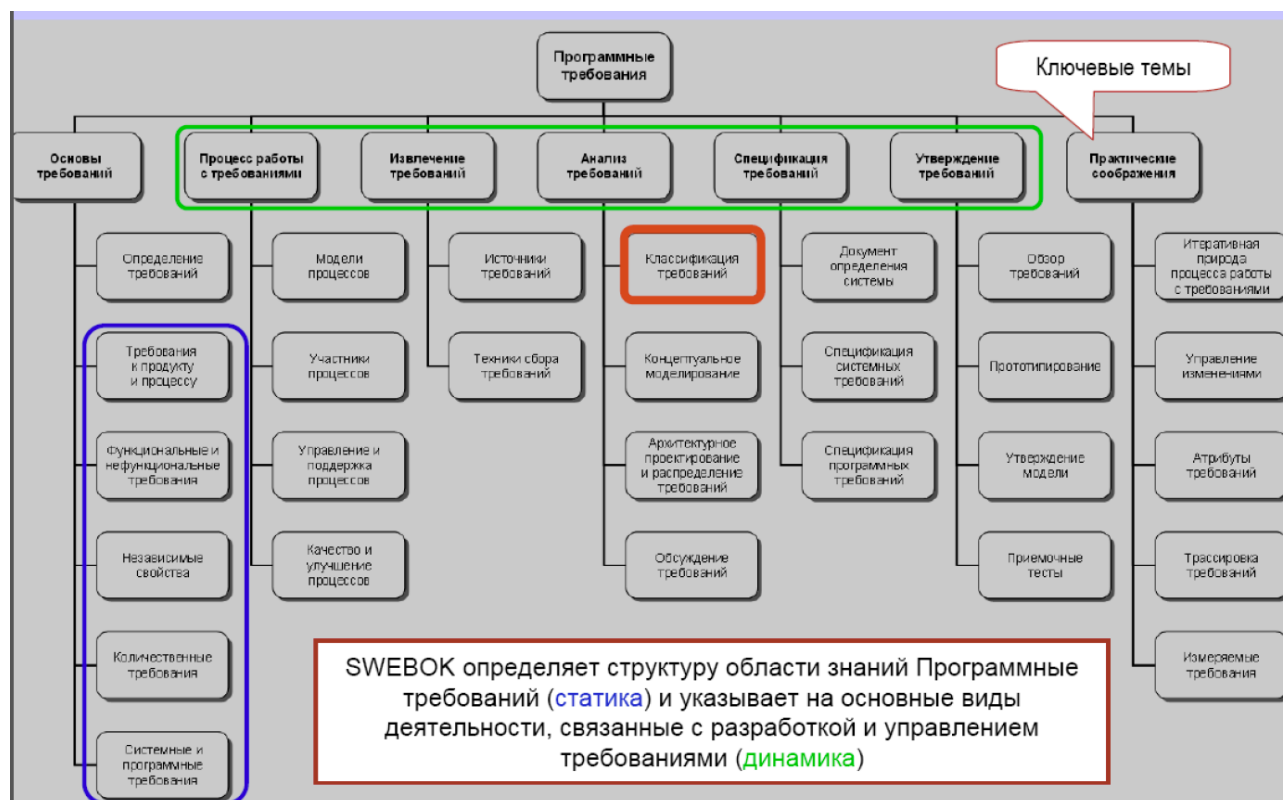 Программные
требования
Ключевые темы
Основы
требований
Процесс работы
с требованиями
Извлечение
требований
Анализ
требований
Спецификация
требований
Утверждение
требований
Практические
соображения
Определение
требований
Требования
к продукту
и процессу
Функциональные и
нефункциональные
требования
Независимые
свойства
Количественные
требования
Системные и
программные
требования
Модели
процессов
Участники
процессов
Управление и
поддержка
процессов
Качество и
улучшение
процессов
Источники
требований
Техники сбора
требований
Классификация
требований
Концептуальное
моделирование
Архитектурное
проектирование
и распределение
требований
Обсуждение
требований
Документ
определения
системы
Спецификация
системных
требований
Спецификация
программных
требований
Обзор
требований
Прототипирование
Утверждение
модели
Приемочные
тесты
Итеративная
природа
процесса работы
с требованиями
Управление
изменениями
Атрибуты
требований
Трассировка
требований
Измеряемые
требования
SWEBOK определяет структуру области знаний Программные
требований (статика) и указывает на основные виды
деятельности, связанные с разработкой и управлением
требованиями (динамика)